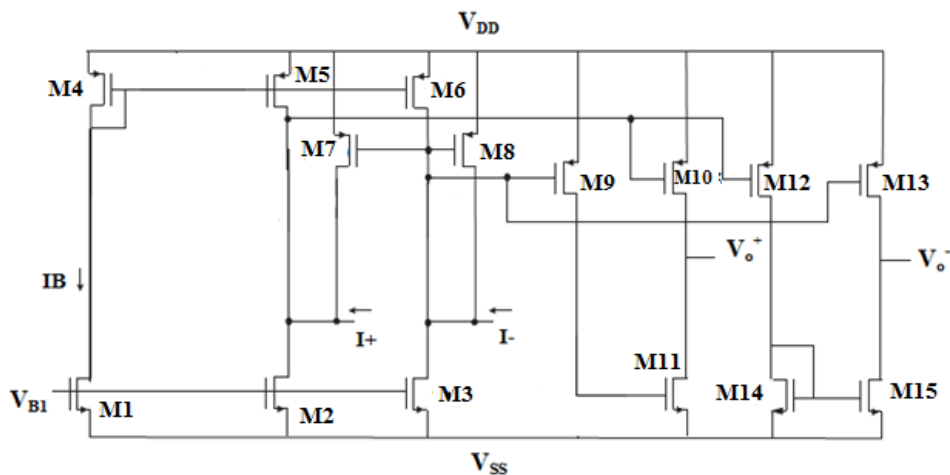 VDD
M4
M5
M6
M7
M8
M9
M10 :
M12
M13
Vo+
Vo-
IB ↓
I+
I-
M11
VB1
M1
M2
M3
M14
M15
VSS